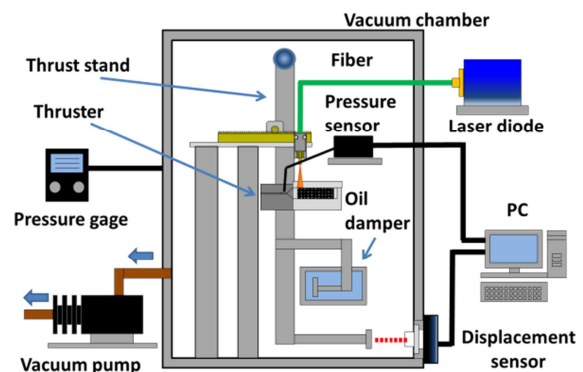 Vacuum chamber
Thrust stand
Fiber
Thruster
Pressure
sensor
Laser diode
Pressure gage
Oil
damper
PC
Vacuum pump
Displacement
sensor